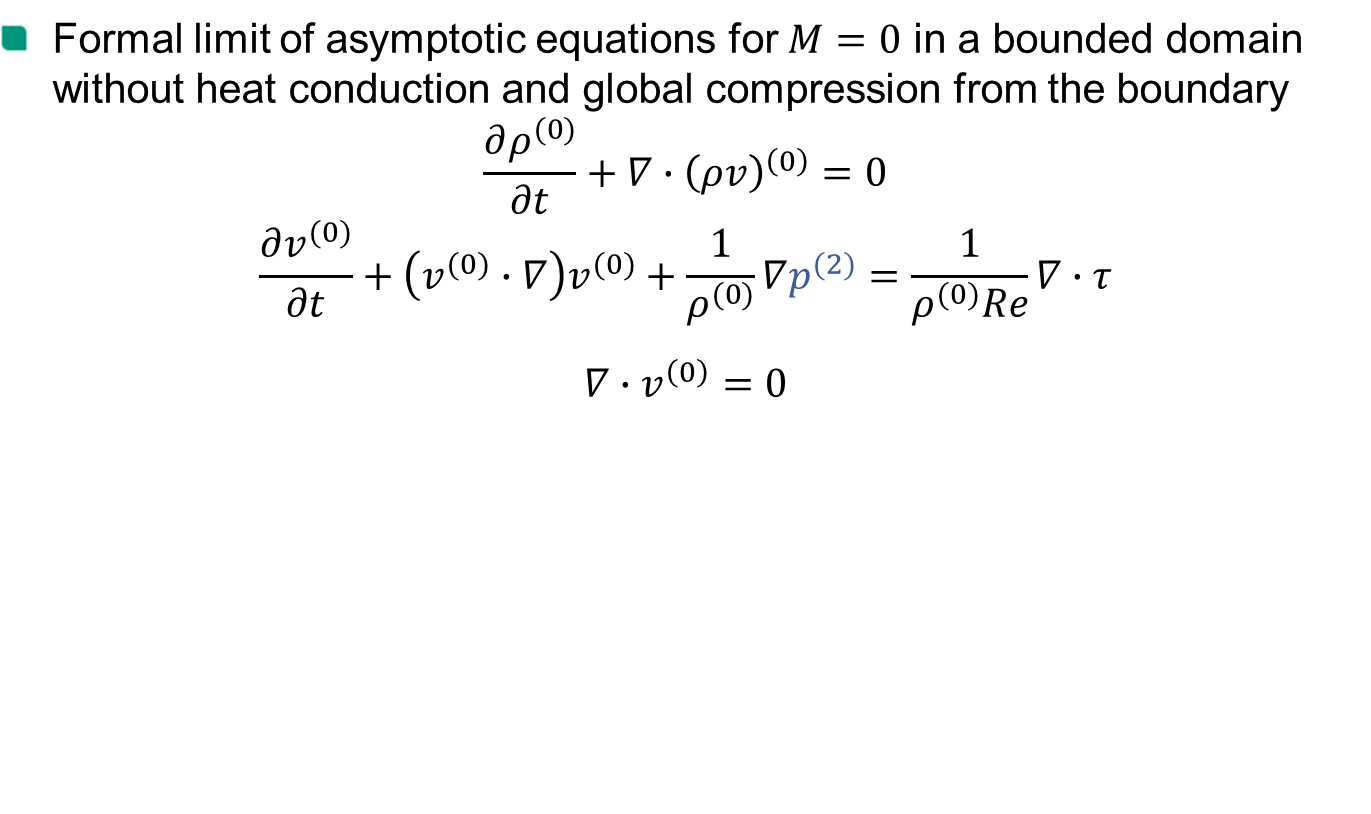 Formal limit of asymptotic equations for M = 0 in a bounded domain
without heat conduction and global compression from the boundary
∂ρ⁽⁰⁾/∂t + ∇ · (ρv)⁽⁰⁾ = 0
∂v⁽⁰⁾/∂t + (v⁽⁰⁾ · ∇)v⁽⁰⁾ + 1/ρ⁽⁰⁾ ∇p⁽²⁾ = 1/ρ⁽⁰⁾Re ∇ · τ
∇ · v⁽⁰⁾ = 0